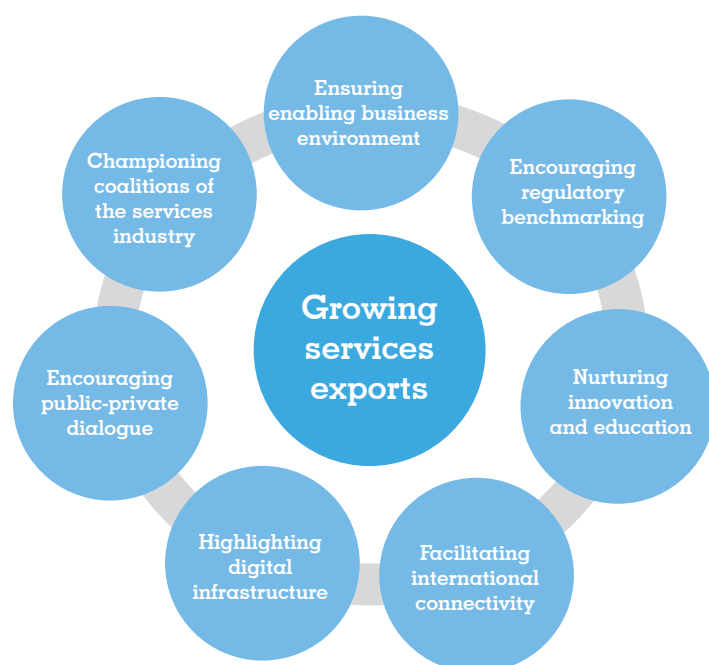 Ensuring
enabling business
environment
Encouraging
regulatory
benchmarking
Nurturing
innovation
and education
Facilitating
international
connectivity
Highlighting
digital
infrastructure
Encouraging
public-private
dialogue
Championing
coalitions of
the services
industry
Growing
services
exports